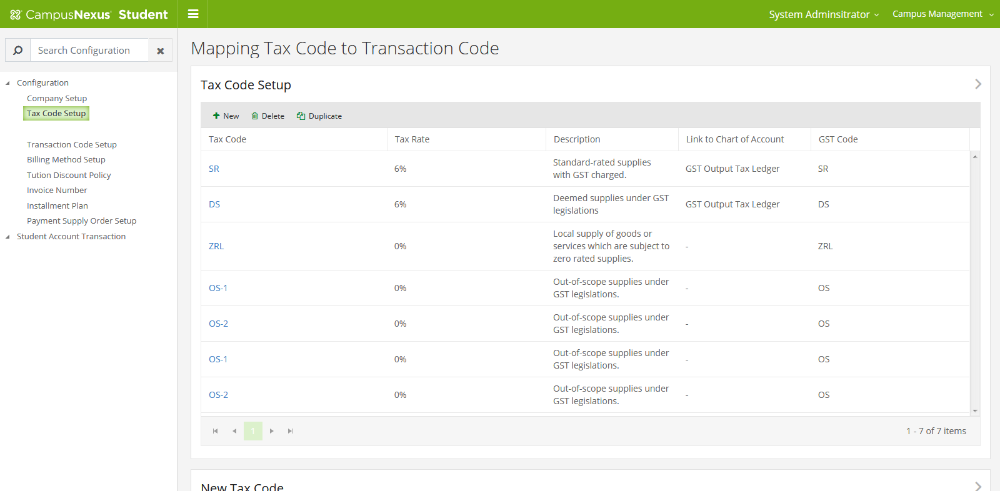 CampusNexus® Student
System Adminsitrator
Campus Management
Search Configuration
Configuration
Company Setup
Tax Code Setup
Transaction Code Setup
Billing Method Setup
Tution Discount Policy
Invoice Number
Installment Plan
Payment Supply Order Setup
Student Account Transaction
Mapping Tax Code to Transaction Code
Tax Code Setup
New Delete Duplicate
Tax Code Tax Rate Description Link to Chart of Account GST Code
SR 6% Standard-rated supplies
with GST charged. GST Output Tax Ledger SR
DS 6% Deemed supplies under GST
legislations GST Output Tax Ledger DS
ZRL 0% Local supply of goods or
services which are subject to
zero rated supplies. - ZRL
OS-1 0% Out-of-scope supplies under
GST legislations. - OS
OS-2 0% Out-of-scope supplies under
GST legislations. - OS
OS-1 0% Out-of-scope supplies under
GST legislations. - OS
OS-2 0% Out-of-scope supplies under
GST legislations. - OS
1
1 - 7 of 7 items
New Tax Code